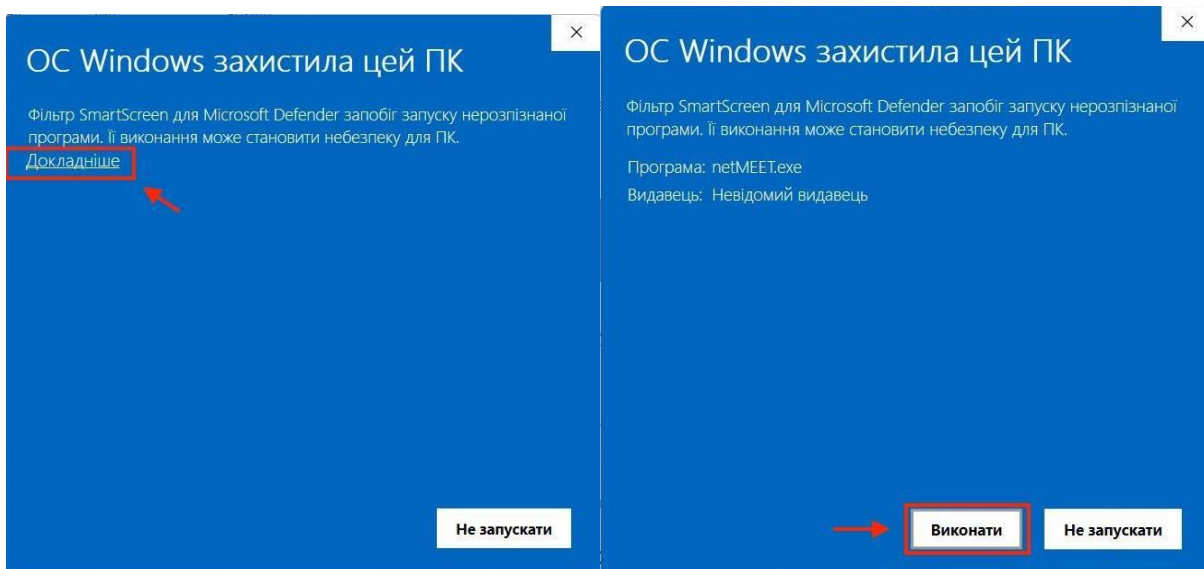 ОС Windows захистила цей ПК
Фільтр SmartScreen для Microsoft Defender запобіг запуску нерозпізнаної
програми. Її виконання може становити небезпеку для ПК.
Докладніше
Не запускати
ОС Windows захистила цей ПК
Фільтр SmartScreen для Microsoft Defender запобіг запуску нерозпізнаної
програми. Її виконання може становити небезпеку для ПК.
Програма: netMEET.exe
Видавець: Невідомий видавець
Виконати
Не запускати